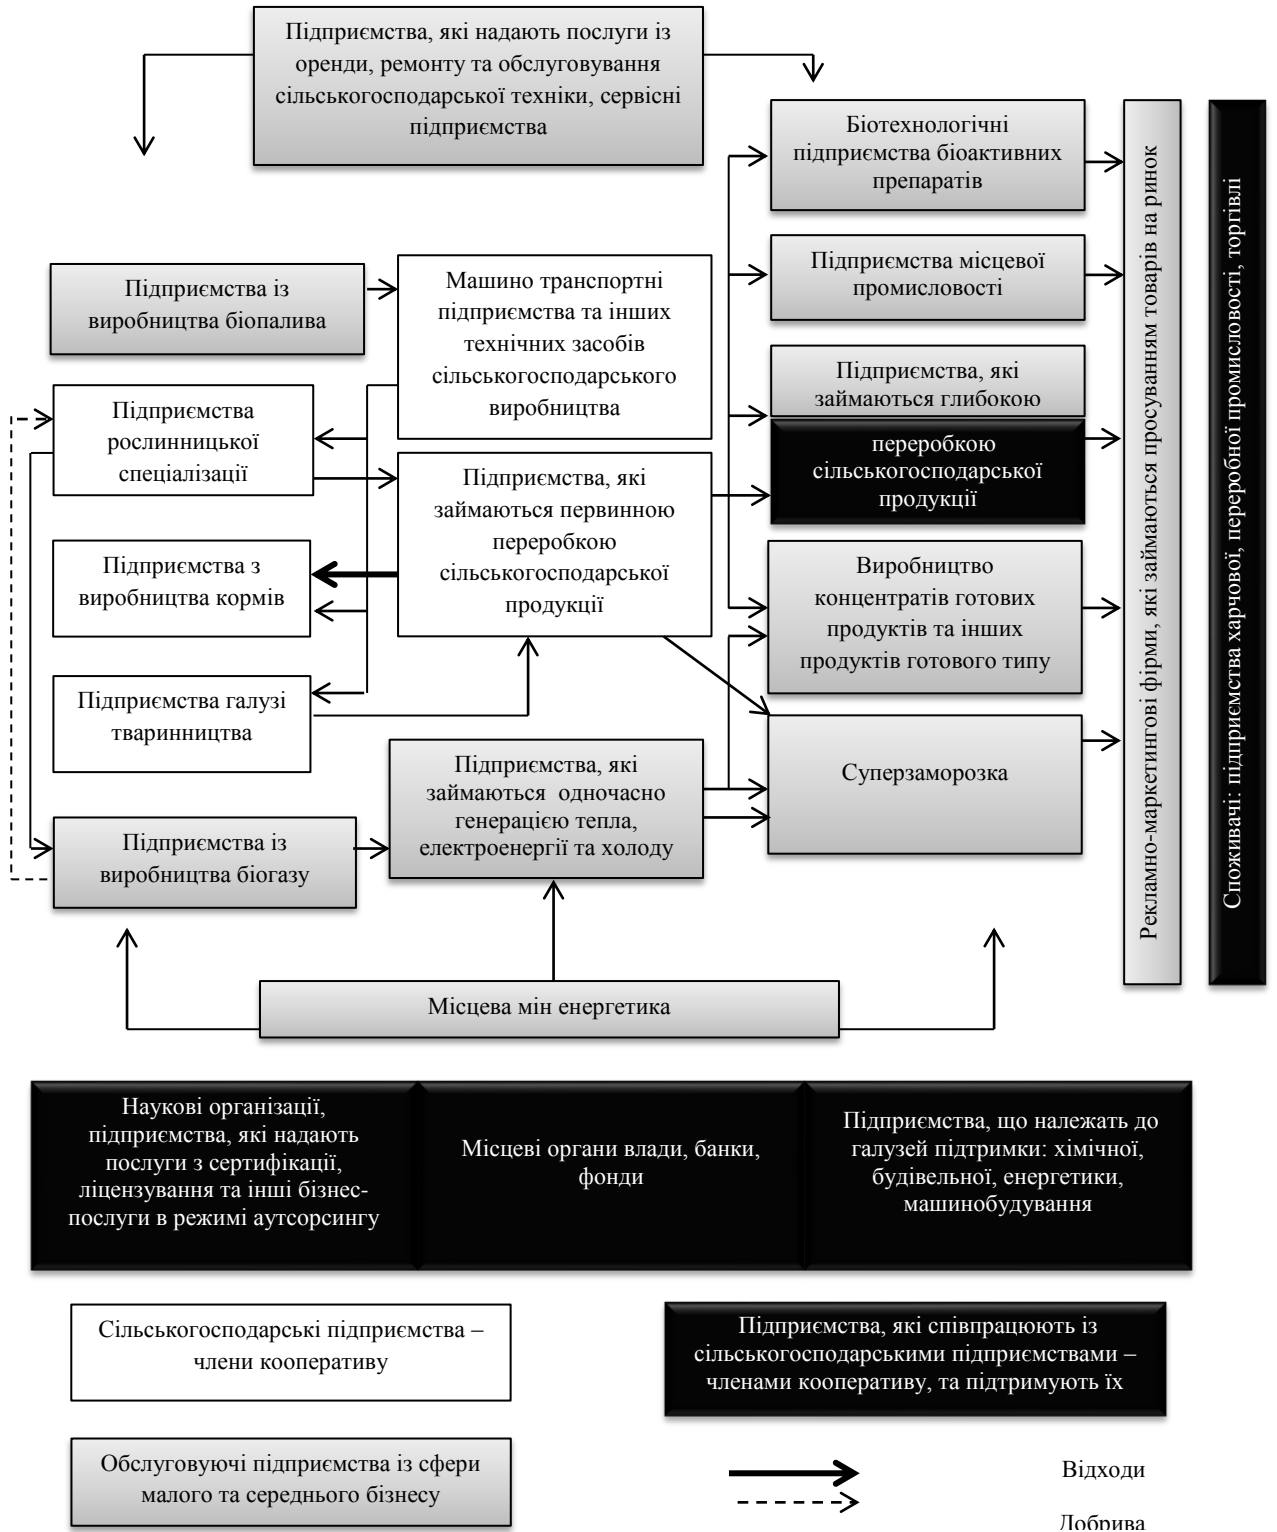 Підприємства, які надають послуги із
оренди, ремонту та обслуговування
сільськогосподарської техніки, сервісні
підприємства
Біотехнологічні
підприємства біоактивних
препаратів
Підприємства місцевої
промисловості
Підприємства із
виробництва біопалива
Машино транспортні
підприємства та інших
технічних засобів
сільськогосподарського
виробництва
Підприємства, які
займаються глибокою
переробкою
сільськогосподарської
продукції
Підприємства
рослинницької
спеціалізації
Підприємства, які
займаються первинною
переробкою
сільськогосподарської
продукції
Підприємства з
виробництва кормів
Виробництво
концентратів готових
продуктів та інших
продуктів готового типу
Підприємства галузі
тваринництва
Підприємства, які
займаються одночасно
генерацією тепла,
електроенергії та холоду
Суперзаморозка
Підприємства із
виробництва біогазу
Рекламно-маркетингові фірми, які займаються просуванням товарів на ринок
Споживачі: підприємства харчової, переробної промисловості, торгівлі
Місцева мін енергетика
Наукові організації,
підприємства, які надають
послуги з сертифікації,
ліцензування та інші бізнес-
послуги в режимі аутсорсингу
Місцеві органи влади, банки,
фонди
Підприємства, що належать до
галузей підтримки: хімічної,
будівельної, енергетики,
машинобудування
Сільськогосподарські підприємства –
члени кооперативу
Підприємства, які співпрацюють із
сільськогосподарськими підприємствами –
членами кооперативу, та підтримують їх
Обслуговуючі підприємства із сфери
малого та середнього бізнесу
Відходи
Добрива